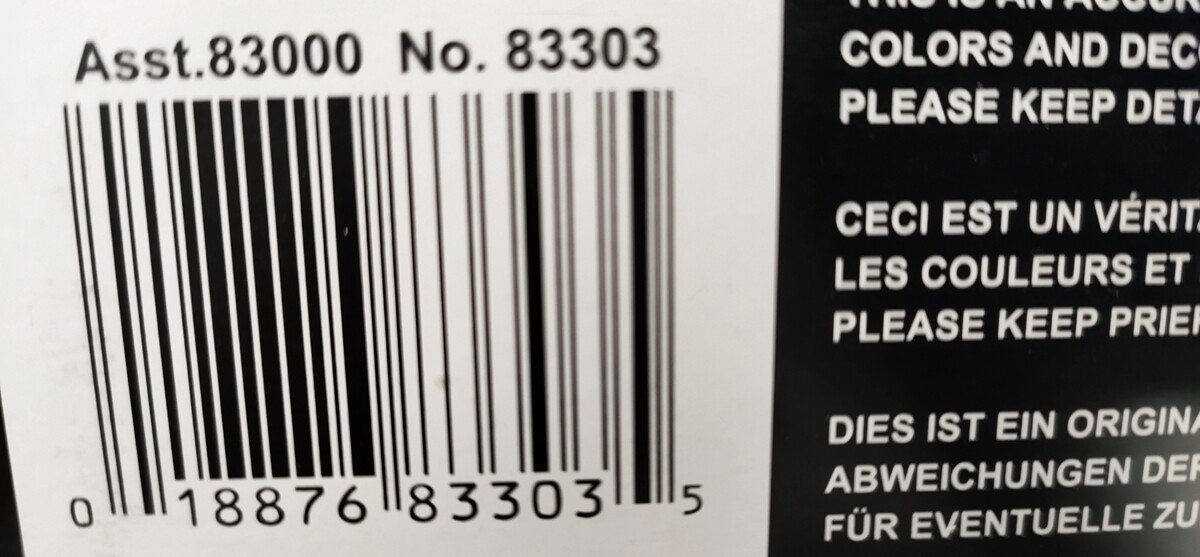 Asst.83000 No. 83303
0 18876 83303 5
COLORS AND
PLEASE KEEP
CECI EST UN
LES COULEURS ET
PLEASE KEEP
DIES IST EIN
ABWEICHUNGEN
FÜR EVENTUELLE ZU